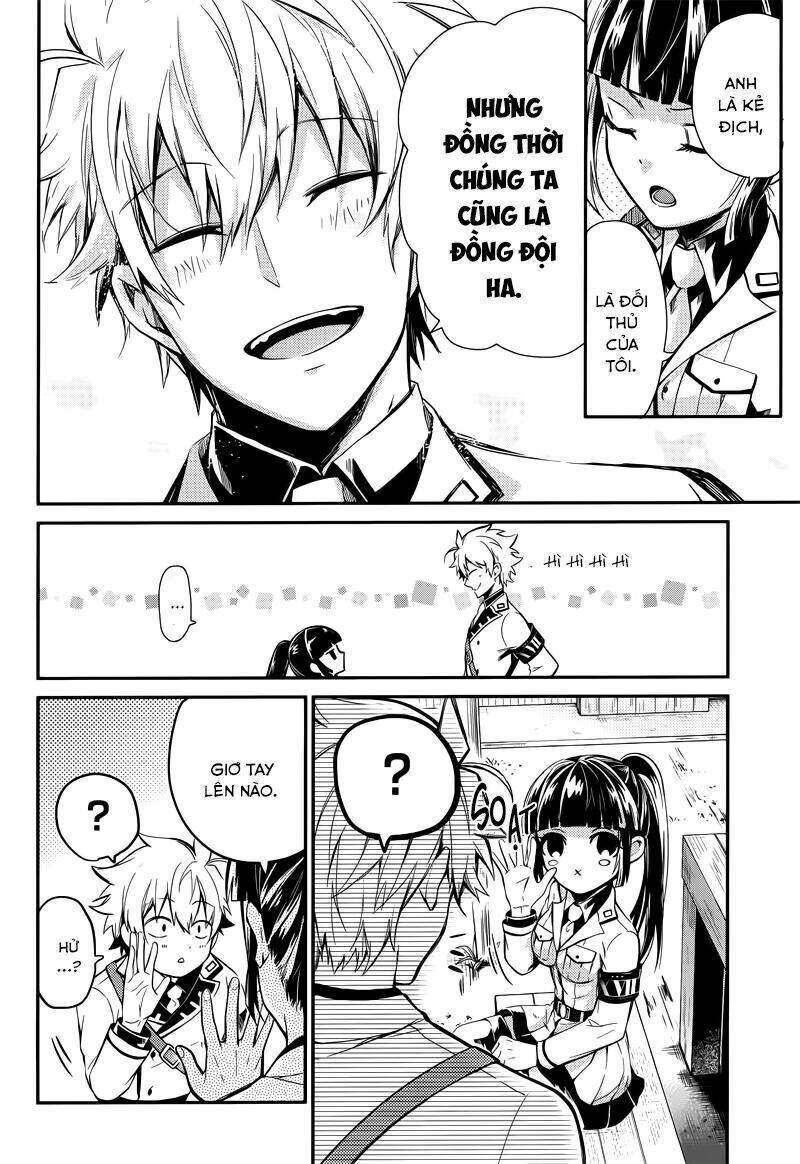 ANH
LÀ KẺ
ĐỊCH,
LÀ ĐỐI
THỦ
CỦA
TÔI.
NHƯNG
ĐỒNG THỜI
CHÚNG TA
CŨNG LÀ
ĐỒNG ĐỘI
HA.
HÌ HÌ HÌ HÌ
...
SOẠT
?
GIƠ TAY
LÊN NÀO.
?
HỬ
...?